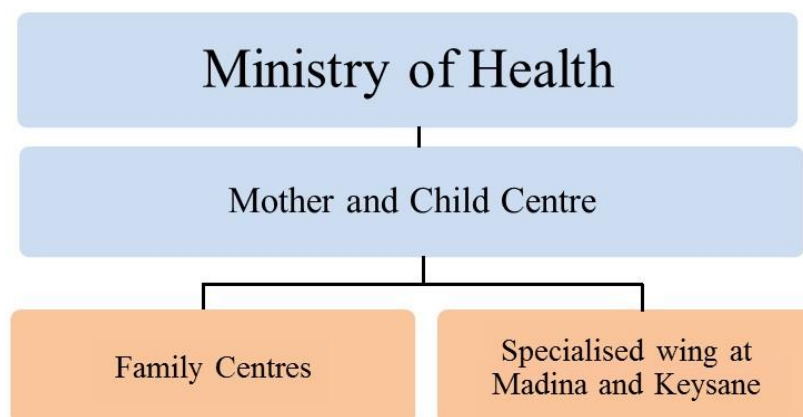 Ministry of Health
Mother and Child Centre
Family Centres
Specialised wing at
Madina and Keysane